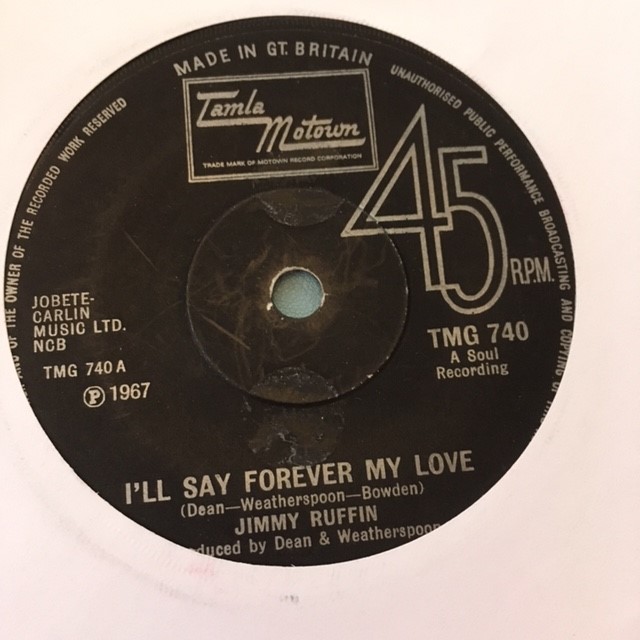 MADE IN GT. BRITAIN
UNAUTHORISED PUBLIC PERFORMANCE BROADCASTING AND COPYING OF
OF THE OWNER OF THE RECORDED WORK RESERVED
Tamla
Motown
TRADE MARK OF MOTOWN RECORD CORPORATION
45
R.P.M.
JOBETE-
CARLIN
MUSIC LTD.
NCB
TMG 740 A
Ⓟ 1967
TMG 740
A Soul
Recording
I'LL SAY FOREVER MY LOVE
(Dean—Weatherspoon—Bowden)
JIMMY RUFFIN
duced by Dean & Weatherspoon